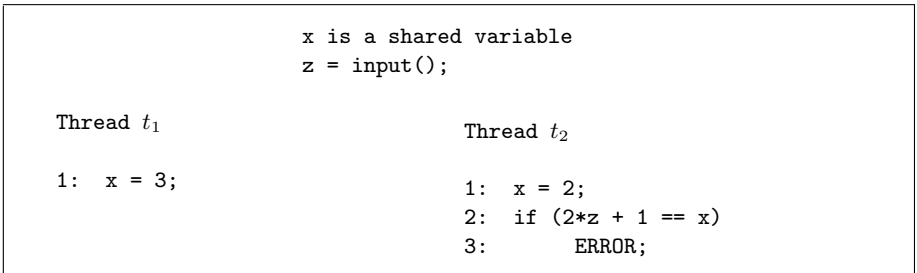 x is a shared variable
z = input();
Thread t₁
1: x = 3;
Thread t₂
1: x = 2;
2: if (2*z + 1 == x)
3: ERROR;